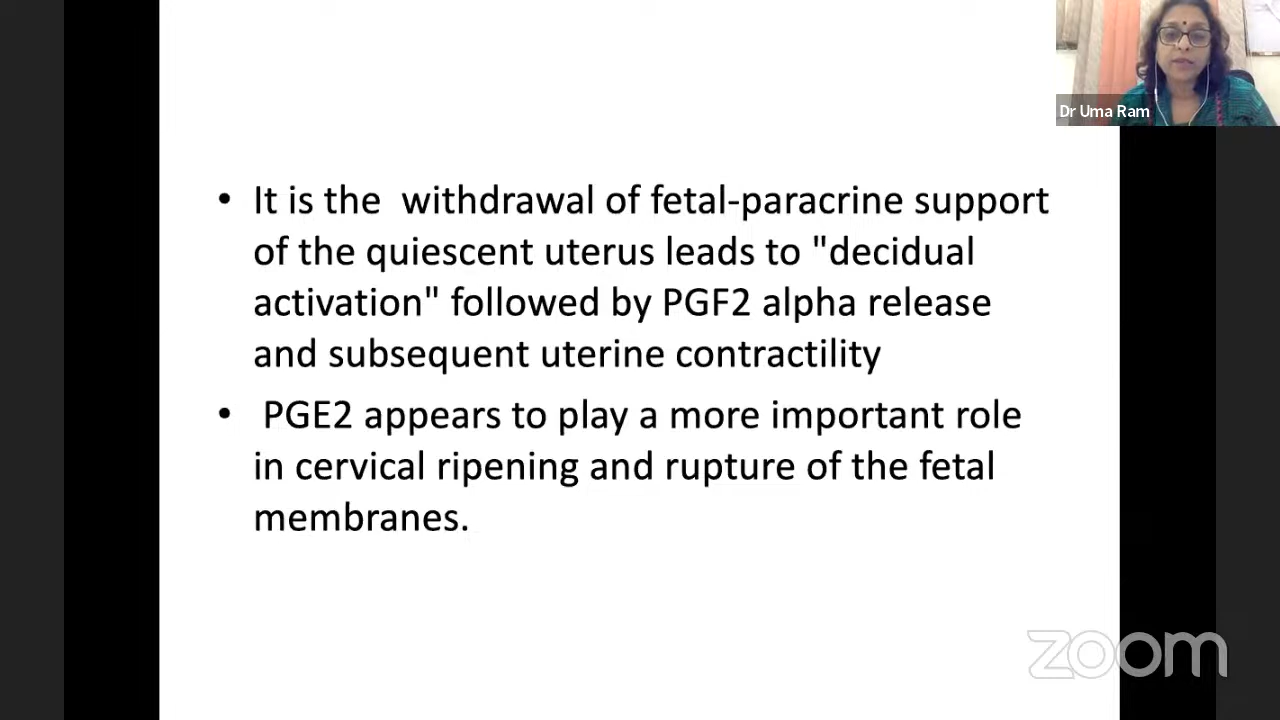 Dr Uma Ram
• It is the  withdrawal of fetal-paracrine support
of the quiescent uterus leads to "decidual
activation" followed by PGF2 alpha release
and subsequent uterine contractility
•  PGE2 appears to play a more important role
in cervical ripening and rupture of the fetal
membranes.
zoom